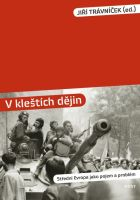 JIŘÍ TRÁVNÍČEK (ed.)
V kleštích dějin
Střední Evropa jako pojem a problém
HOST